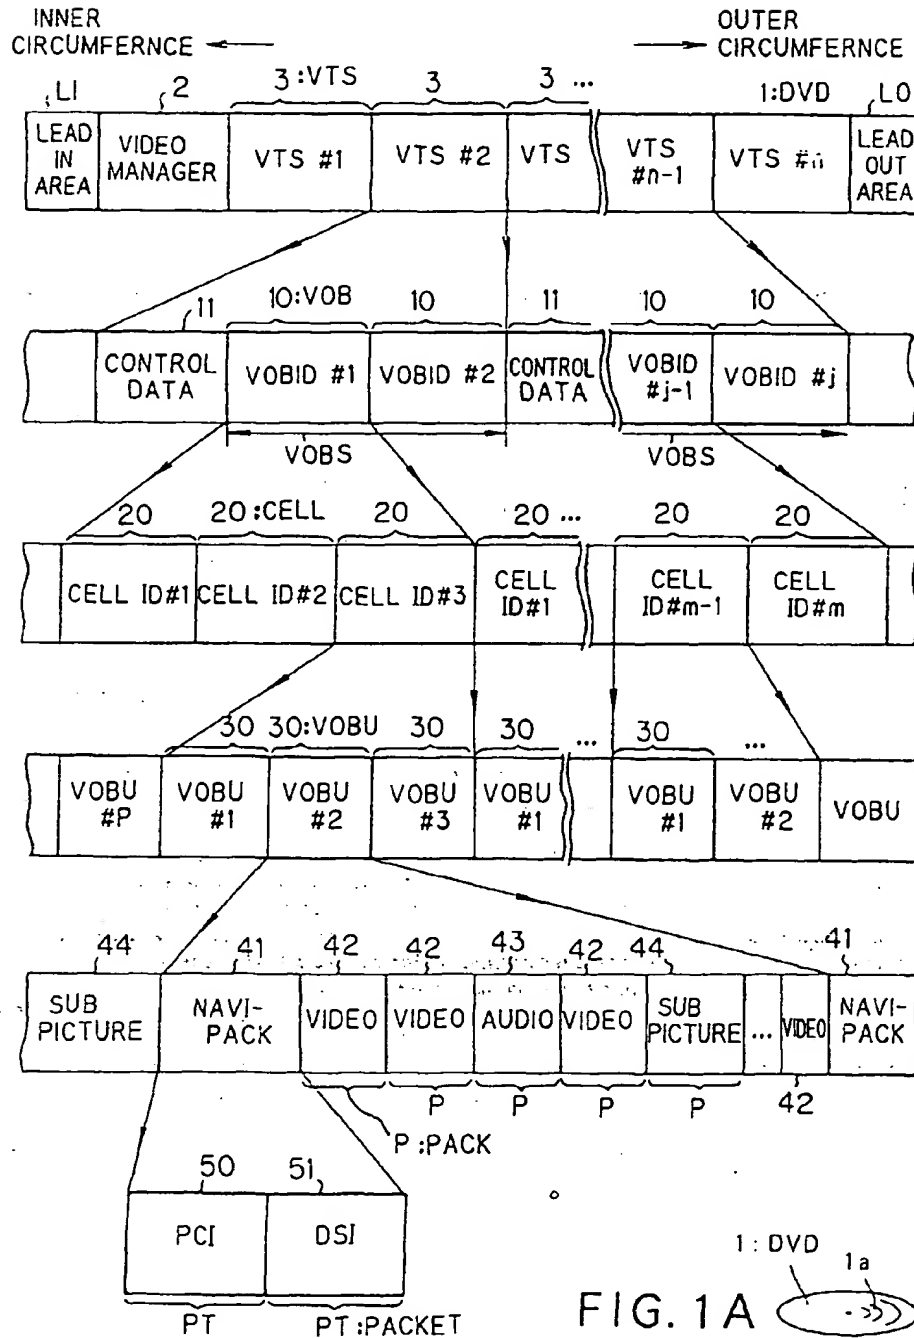 INNER
CIRCUMFERNCE
OUTER
CIRCUMFERNCE
LI 2 3:VTS 3 3 ... 1:DVD LO
LEAD
IN
AREA
VIDEO
MANAGER
VTS #1
VTS #2
VTS
VTS
#n-1
VTS #n
LEAD
OUT
AREA
11 10:VOB 10 11 10 10
CONTROL
DATA
VOBID #1
VOBID #2
CONTROL
DATA
VOBID
#j-1
VOBID #j
VOBS VOBS
20 20:CELL 20 20 ... 20 20
CELL ID#1
CELL ID#2
CELL ID#3
CELL
ID#1
CELL
ID#m-1
CELL
ID#m
30 30:VOBU 30 30 ... 30 ...
VOBU
#P
VOBU
#1
VOBU
#2
VOBU
#3
VOBU
#1
VOBU
#1
VOBU
#2
VOBU
44 41 42 42 43 42 44 41
SUB
PICTURE
NAVI-
PACK
VIDEO
VIDEO
AUDIO
VIDEO
SUB
PICTURE
...
VIDEO
NAVI-
PACK
P P P P 42
P:PACK
50 51
PCI
DSI
PT PT:PACKET
1:DVD
1a
FIG. 1A